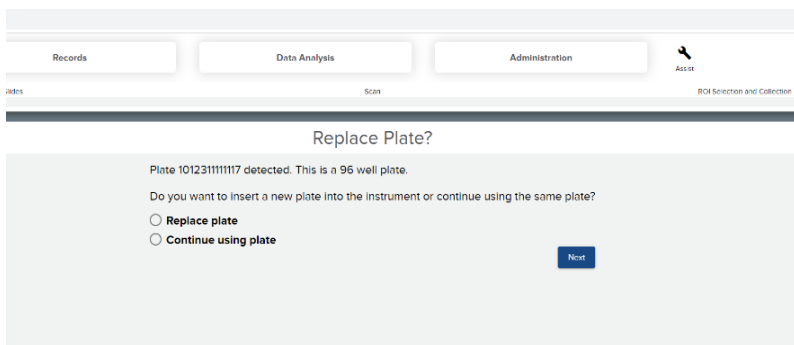 Records
Data Analysis
Administration
Assist
Slides
Scan
ROI Selection and Collection
Replace Plate?
Plate 1012311111117 detected. This is a 96 well plate.
Do you want to insert a new plate into the instrument or continue using the same plate?
Replace plate
Continue using plate
Next